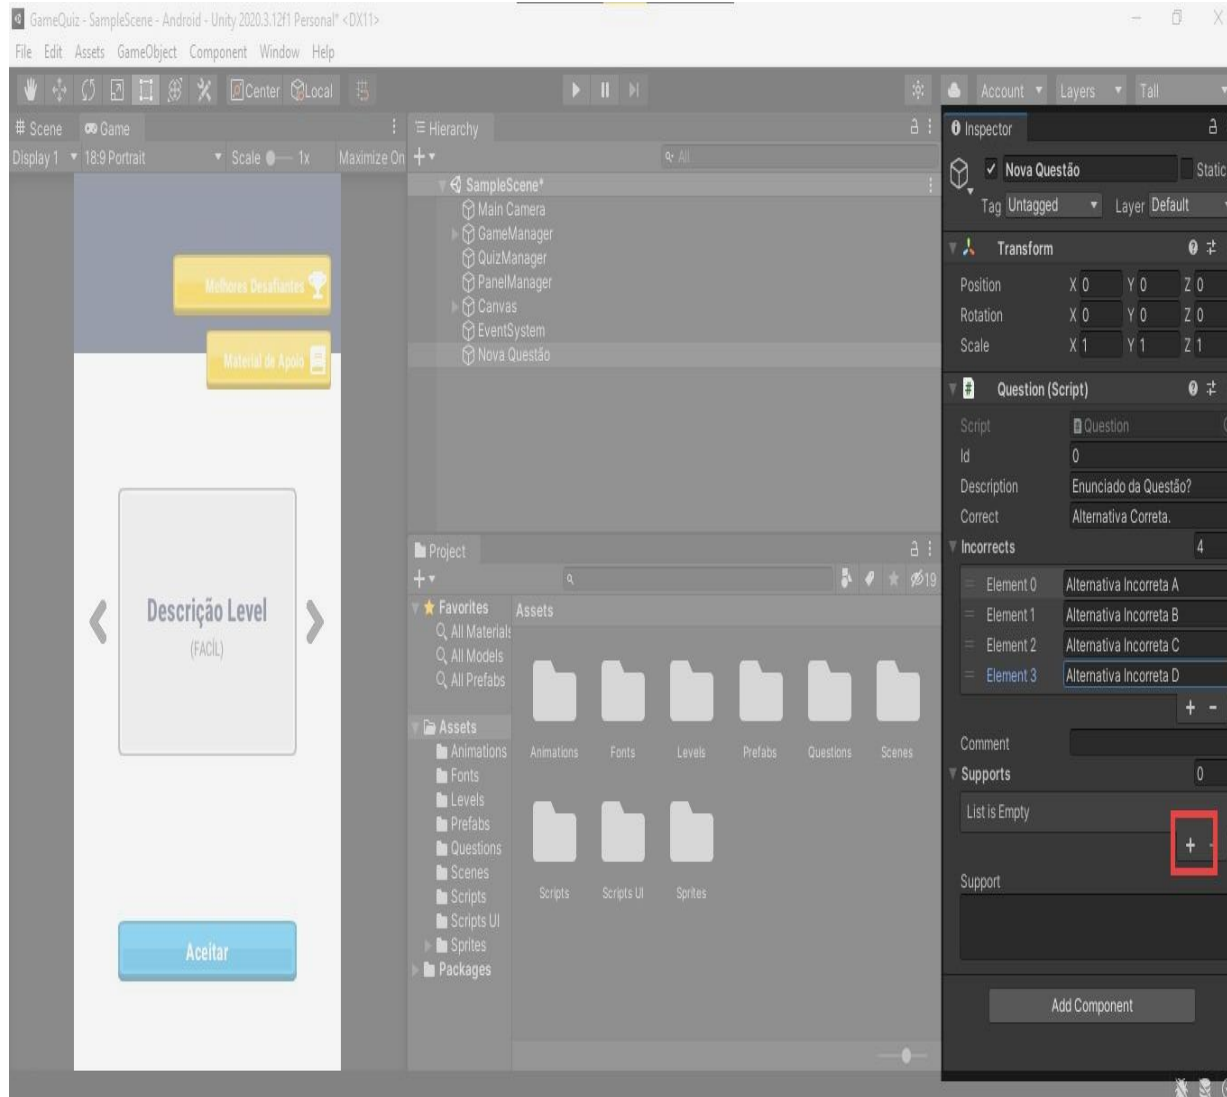 GameQuiz - SampleScene - Android - Unity 2020.3.12f1 Personal* <DX11>
File Edit Assets GameObject Component Window Help
Center Local
Account Layers Tall
Scene Game
Display 1 18:9 Portrait Scale 1x Maximize On
Melhores Desafiantes
Material de Apoio
Descrição Level
(FACÍL)
Aceitar
Hierarchy
All
SampleScene*
Main Camera
GameManager
QuizManager
PanelManager
Canvas
EventSystem
Nova Questão
Project
19
Favorites
All Materials
All Models
All Prefabs
Assets
Animations
Fonts
Levels
Prefabs
Questions
Scenes
Scripts
Scripts UI
Sprites
Packages
Assets
Animations Fonts Levels Prefabs Questions Scenes
Scripts Scripts UI Sprites
Inspector
Nova Questão Static
Tag Untagged Layer Default
Transform
Position X 0 Y 0 Z 0
Rotation X 0 Y 0 Z 0
Scale X 1 Y 1 Z 1
# Question (Script)
Script Question
Id 0
Description Enunciado da Questão?
Correct Alternativa Correta.
Incorrects 4
Element 0 Alternativa Incorreta A
Element 1 Alternativa Incorreta B
Element 2 Alternativa Incorreta C
Element 3 Alternativa Incorreta D
+ -
Comment
Supports 0
List is Empty
+ -
Support
Add Component